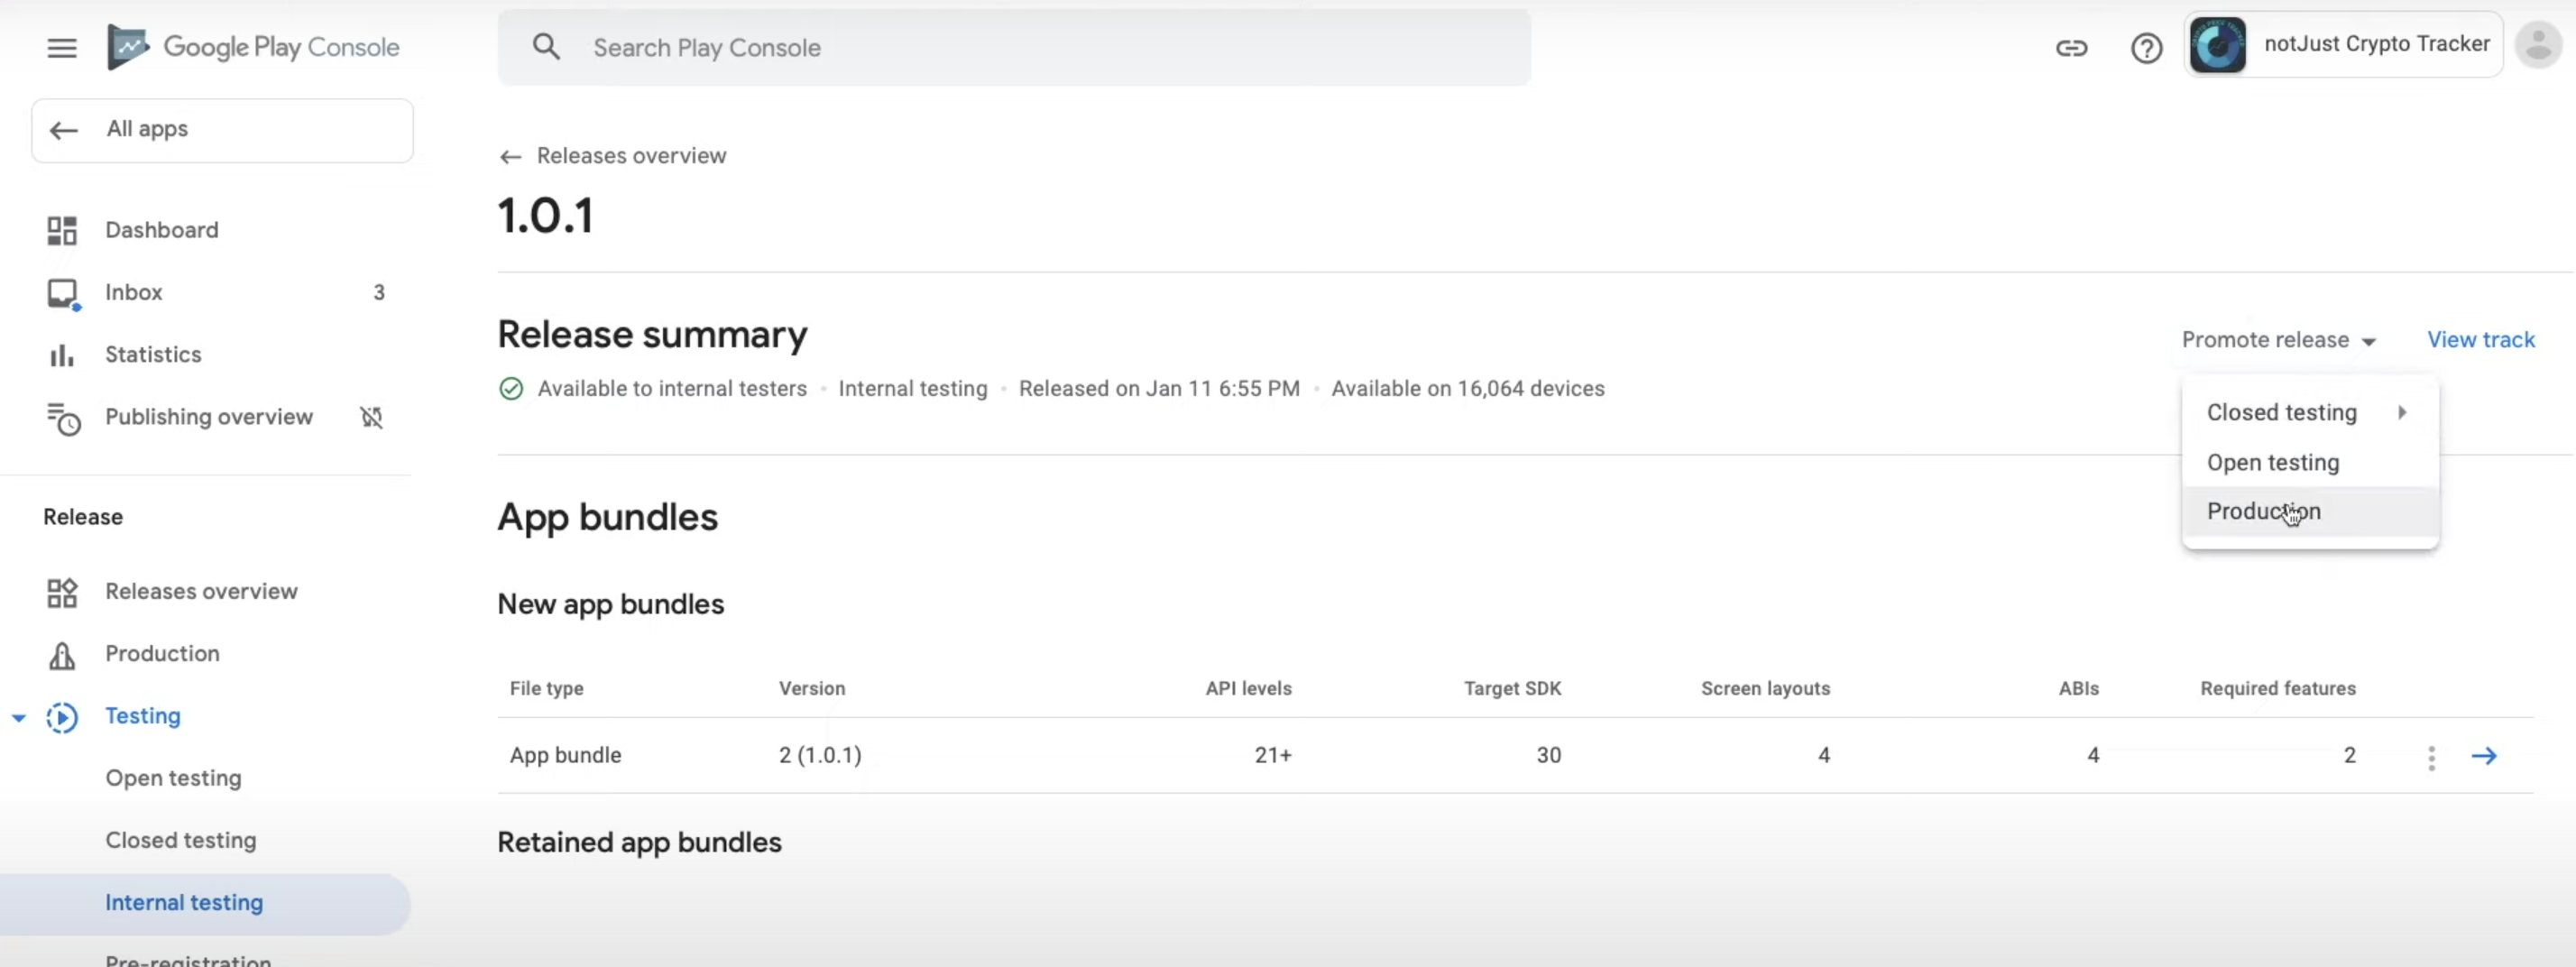 Google Play Console
Search Play Console
notJust Crypto Tracker
All apps
Dashboard
Inbox 3
Statistics
Publishing overview
Release
Releases overview
Production
Testing
Open testing
Closed testing
Internal testing
Pre-registration
Releases overview
1.0.1
Release summary
Promote release
View track
Available to internal testers • Internal testing • Released on Jan 11 6:55 PM • Available on 16,064 devices
Closed testing
Open testing
Production
App bundles
New app bundles
File type Version API levels Target SDK Screen layouts ABIs Required features
App bundle 2 (1.0.1) 21+ 30 4 4 2
Retained app bundles